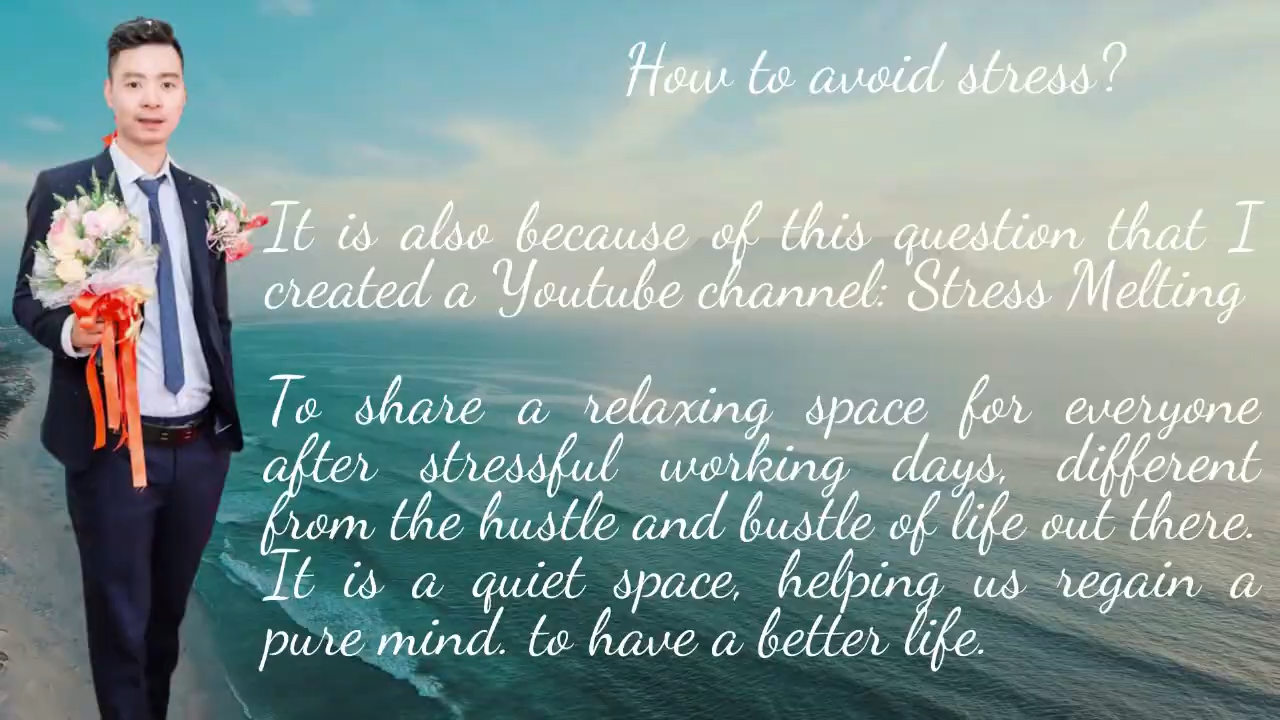 How to avoid stress?
It is also because of this question that I
created a Youtube channel: Stress Melting
To share a relaxing space for everyone
after stressful working days, different
from the hustle and bustle of life out there.
It is a quiet space, helping us regain a
pure mind. to have a better life.